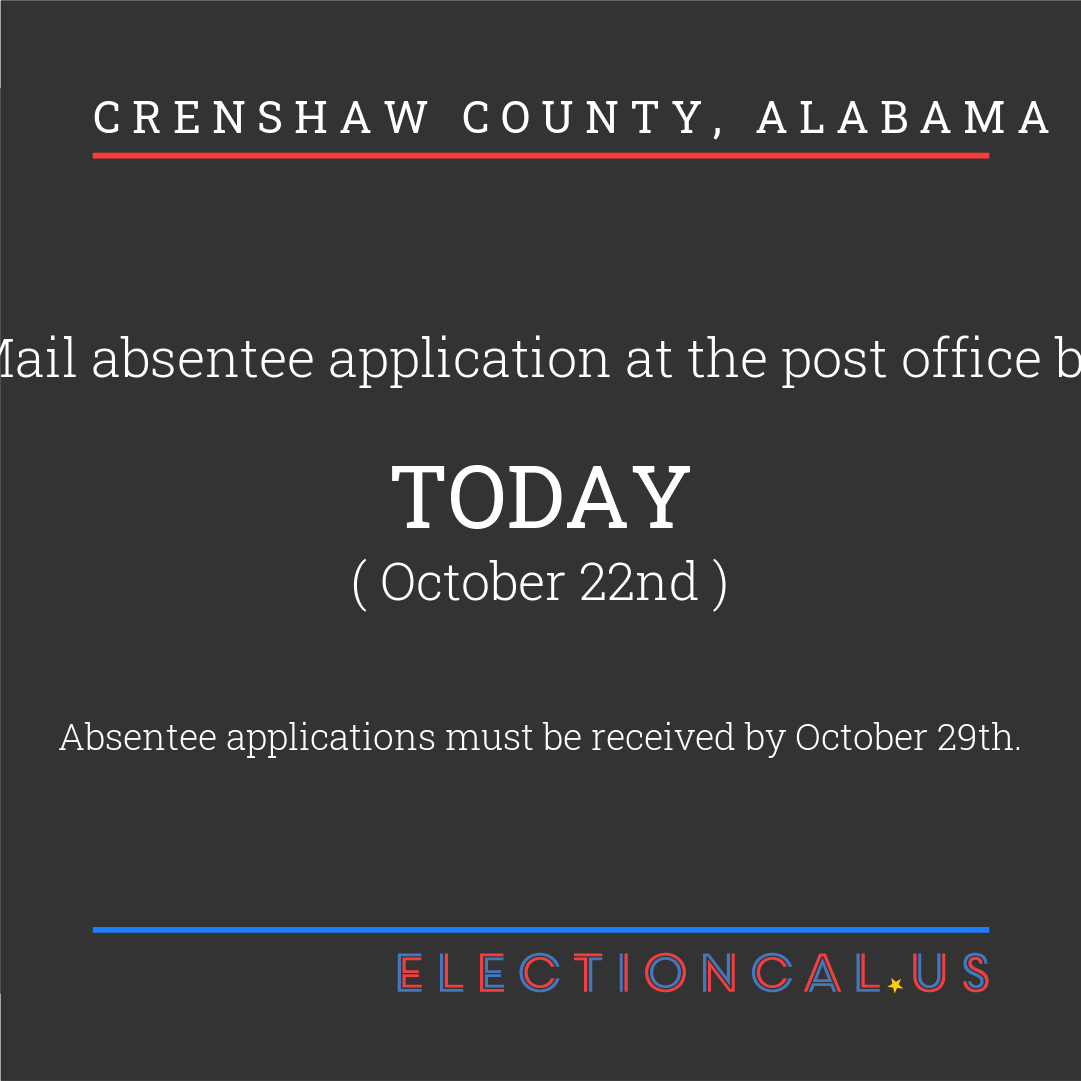 CRENSHAW COUNTY, ALABAMA
Mail absentee application at the post office b
TODAY
( October 22nd )
Absentee applications must be received by October 29th.
ELECTIONCAL.US